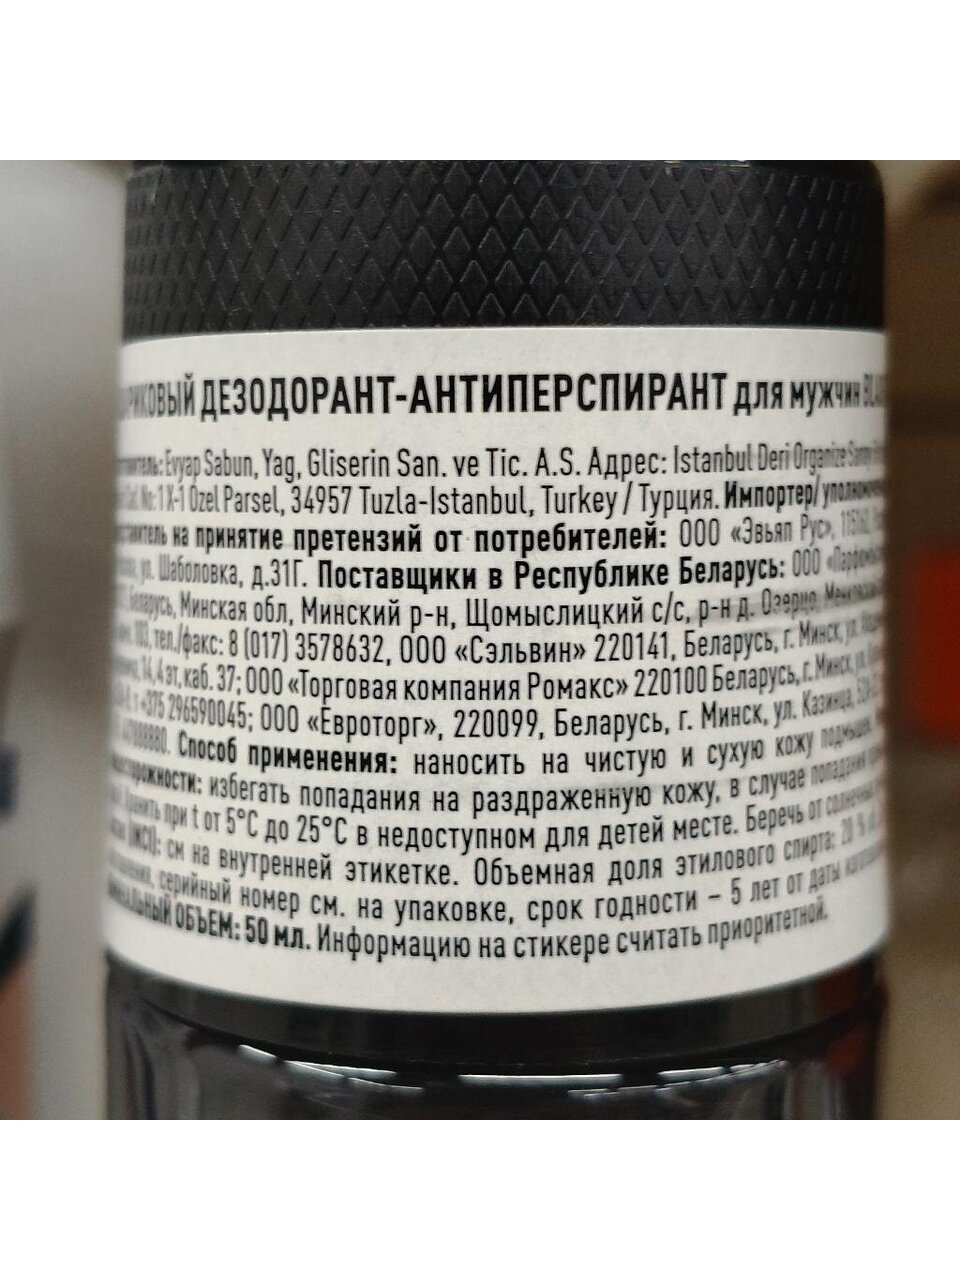 ДЕЗОДОРАНТ-АНТИПЕРСПИРАНТ для мужчин
Evyap Sabun, Yag, Gliserin San. ve Tic. A.S. Адрес: Istanbul Deri Organize
No: 1 X-1 Ozel Parsel, 34957 Tuzla-Istanbul, Turkey / Турция. Импортер/
на принятие претензий от потребителей: ООО «Эвьяп Рус»,
ул. Шаболовка, д.31Г. Поставщики в Республике Беларусь: ООО
Беларусь, Минская обл, Минский р-н, Щомыслицкий с/с, р-н д. Озерцо,
103, тел./факс: 8 (017) 3578632, ООО «Сэльвин» 220141, Беларусь, г. Минск, ул.
14, 4 эт, каб. 37; ООО «Торговая компания Ромакс» 220100 Беларусь, г. Минск, ул.
т +375 296590045; ООО «Евроторг», 220099, Беларусь, г. Минск, ул. Казинца,
Способ применения: наносить на чистую и сухую кожу подмышек.
избегать попадания на раздраженную кожу, в случае попадания
при t от 5°С до 25°С в недоступном для детей месте. Беречь от солнечных
(INCI): см на внутренней этикетке. Объемная доля этилового спирта: 20 %
серийный номер см. на упаковке, срок годности – 5 лет от даты
ОБЪЕМ: 50 мл. Информацию на стикере считать приоритетной.